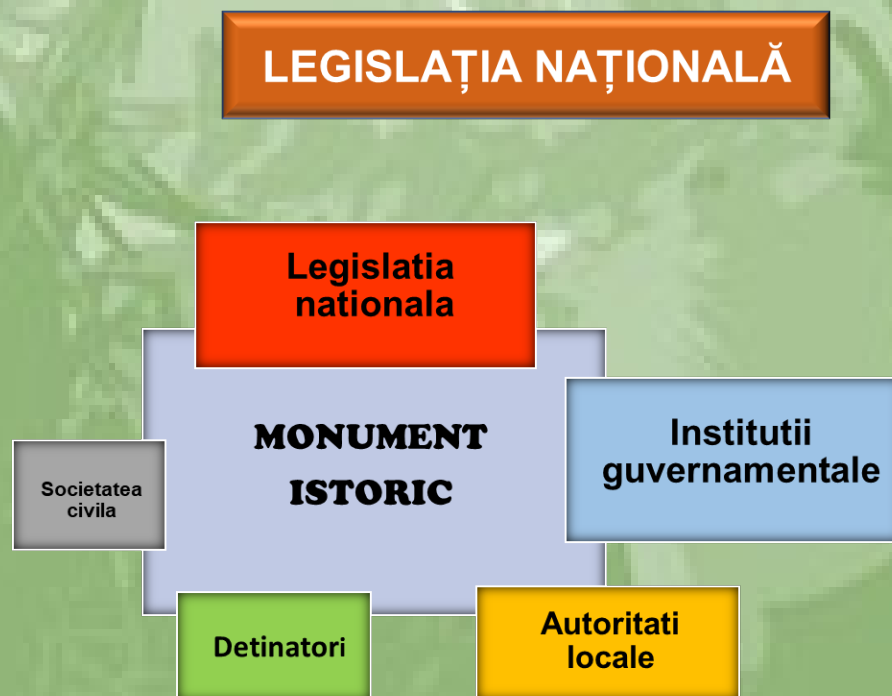 LEGISLAȚIA NAȚIONALĂ
Legislatia
nationala
MONUMENT
ISTORIC
Institutii
guvernamentale
Societatea
civila
Detinatori
Autoritati
locale